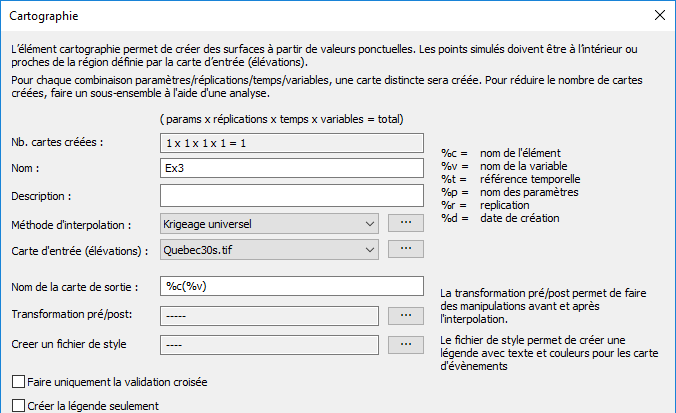 Cartographie
L'élément cartographie permet de créer des surfaces à partir de valeurs ponctuelles. Les points simulés doivent être à l'intérieur ou
proches de la région définie par la carte d'entrée (élévations).
Pour chaque combinaison paramètres/réplications/temps/variables, une carte distincte sera créée. Pour réduire le nombre de cartes
créées, faire un sous-ensemble à l'aide d'une analyse.
( params x réplications x temps x variables = total)
Nb. cartes créées : 1 x 1 x 1 x 1 = 1
Nom : Ex3
Description :
Méthode d'interpolation : Krigeage universel ...
Carte d'entrée (élévations) : Quebec30s.tif ...
%c = nom de l'élément
%v = nom de la variable
%t = référence temporelle
%p = nom des paramètres
%r = replication
%d = date de création
Nom de la carte de sortie : %c(%v)
Transformation pré/post: ----- ...
Creer un fichier de style ---- ...
La transformation pré/post permet de faire
des manipulations avant et après
l'interpolation.
Le fichier de style permet de créer une
légende avec texte et couleurs pour les carte
d'évènements
Faire uniquement la validation croisée
Créer la légende seulement